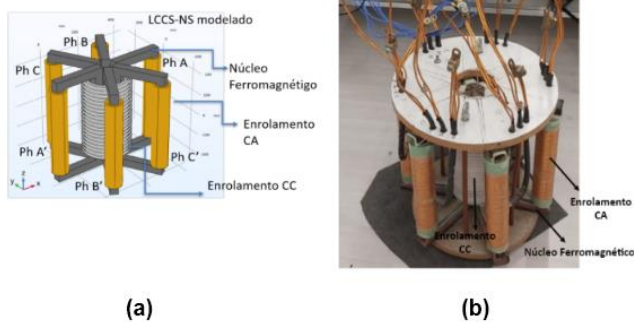 LCCS-NS modelado
Ph B
Ph C
Ph A
Núcleo
Ferromagnétigo
Enrolamento
CA
Ph A’
Ph C’
Enrolamento CC
Ph B’
z
y
x
(a)
Enrolamento
CA
Enrolamento
CC
Núcleo Ferromagnético
(b)